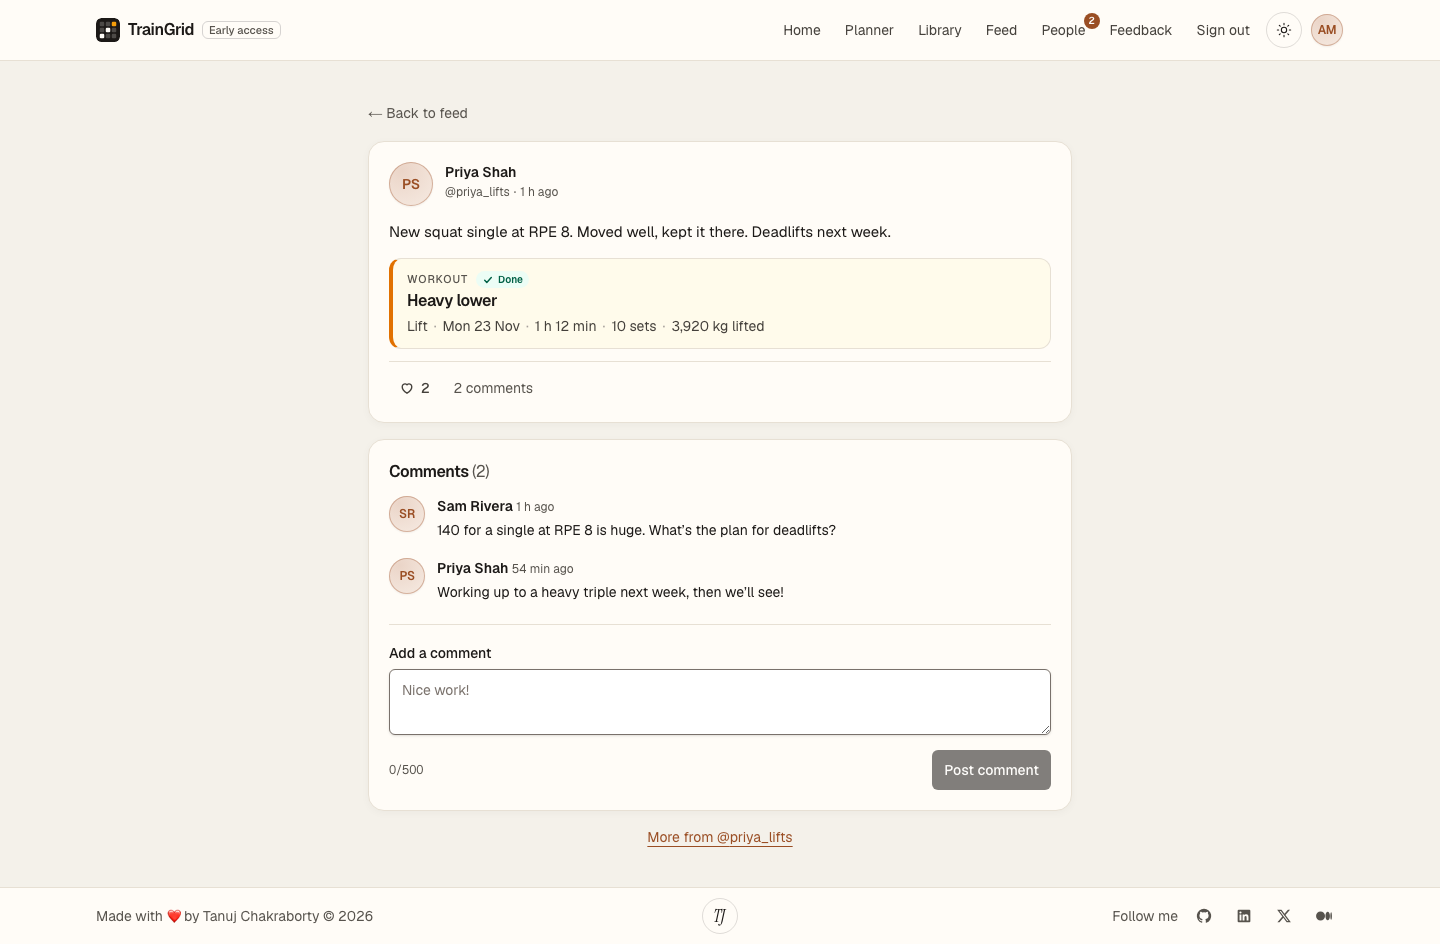 TrainGrid Early access Home Planner Library Feed People 2 Feedback Sign out AM
← Back to feed
PS
Priya Shah
@priya_lifts · 1 h ago
New squat single at RPE 8. Moved well, kept it there. Deadlifts next week.
WORKOUT Done
Heavy lower
Lift · Mon 23 Nov · 1 h 12 min · 10 sets · 3,920 kg lifted
2 2 comments
Comments (2)
SR
Sam Rivera 1 h ago
140 for a single at RPE 8 is huge. What's the plan for deadlifts?
PS
Priya Shah 54 min ago
Working up to a heavy triple next week, then we'll see!
Add a comment
Nice work!
0/500 Post comment
More from @priya_lifts
Made with ❤️ by Tanuj Chakraborty © 2026 TJ Follow me